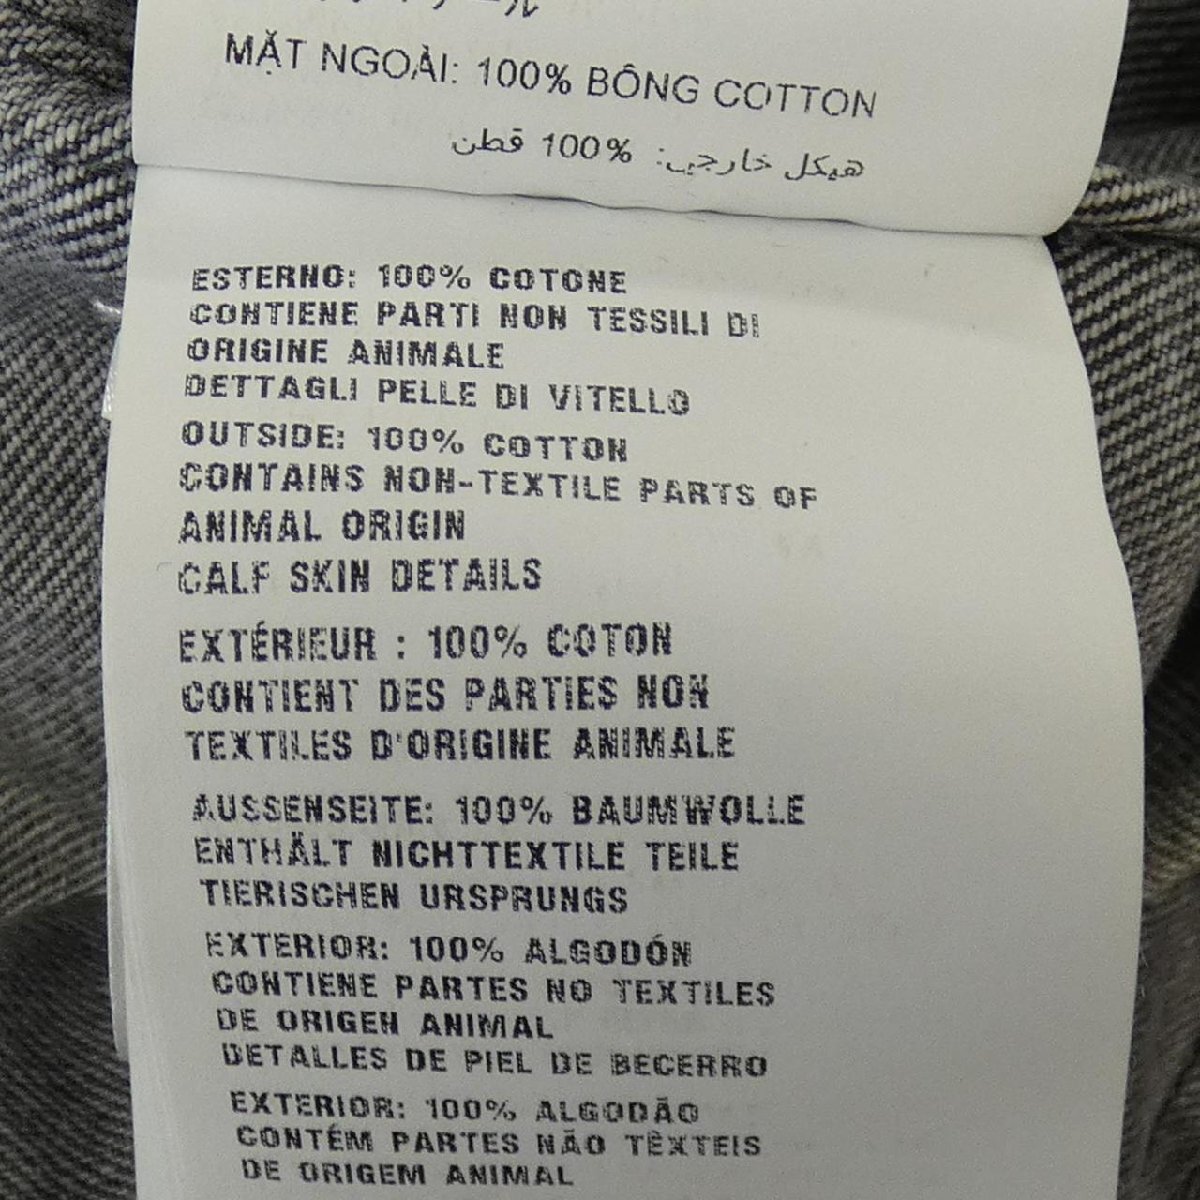 MẶT NGOÀI: 100% BÔNG COTTON
هيكل خارجي: %100 قطن
ESTERNO: 100% COTONE
CONTIENE PARTI NON TESSILI DI
ORIGINE ANIMALE
DETTAGLI PELLE DI VITELLO
OUTSIDE: 100% COTTON
CONTAINS NON-TEXTILE PARTS OF
ANIMAL ORIGIN
CALF SKIN DETAILS
EXTÉRIEUR : 100% COTON
CONTIENT DES PARTIES NON
TEXTILES D'ORIGINE ANIMALE
AUSSENSEITE: 100% BAUMWOLLE
ENTHÄLT NICHTTEXTILE TEILE
TIERISCHEN URSPRUNGS
EXTERIOR: 100% ALGODÓN
CONTIENE PARTES NO TEXTILES
DE ORIGEN ANIMAL
DETALLES DE PIEL DE BECERRO
EXTERIOR: 100% ALGODÃO
CONTÉM PARTES NÃO TÊXTEIS
DE ORIGEM ANIMAL